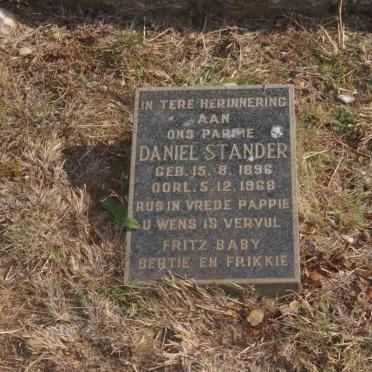 IN TERE HERINNERING
AAN
ONS PAPPIE
DANIEL STANDER
GEB. 15. 8. 1896
OORL. 5. 12. 1968
RUS IN VREDE PAPPIE
U WENS IS VERVUL
FRITZ BABY
BERTIE EN FRIKKIE